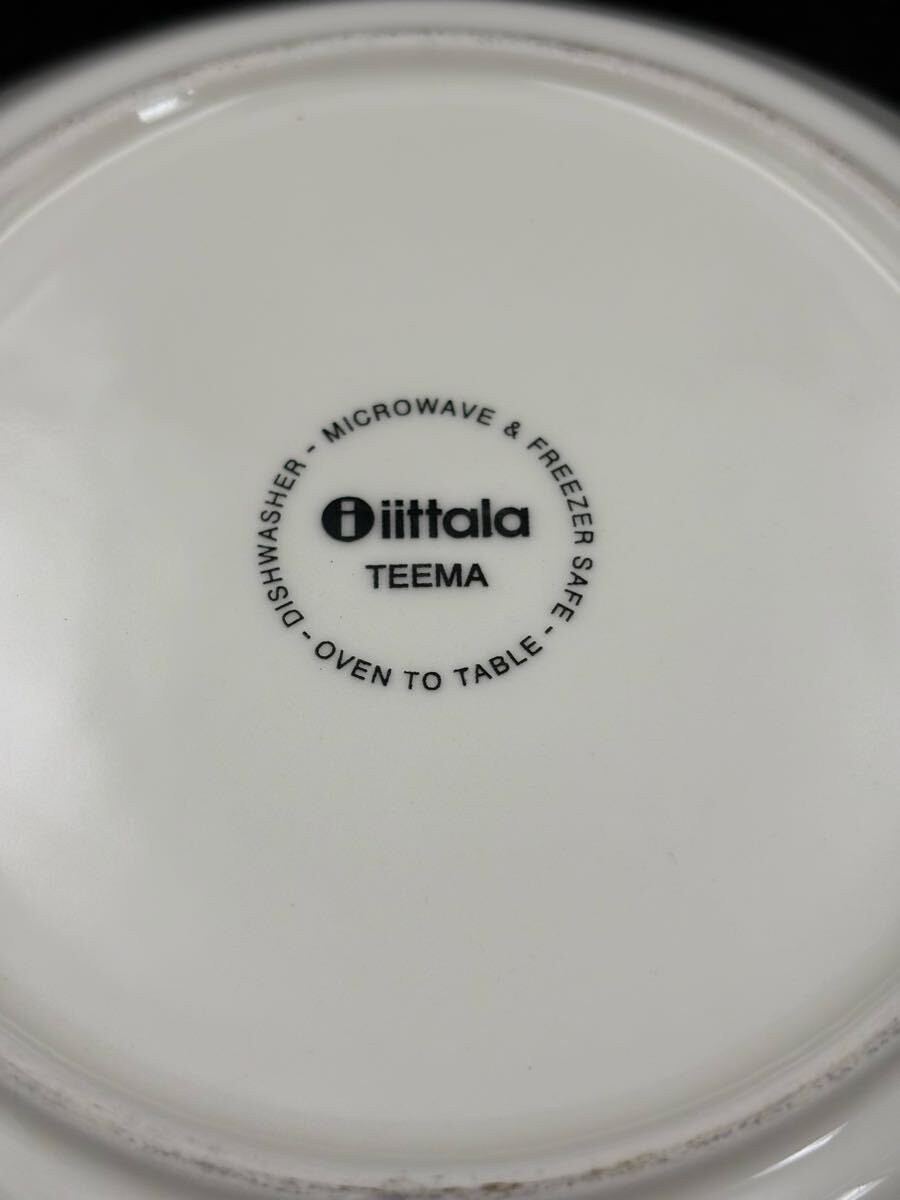 iittala
TEEMA
DISHWASHER - MICROWAVE & FREEZER SAFE - OVEN TO TABLE -